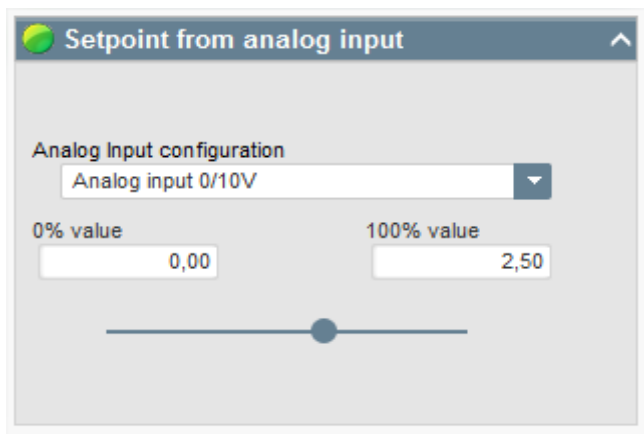 Setpoint from analog input
Analog Input configuration
Analog input 0/10V
0% value 100% value
0,00 2,50